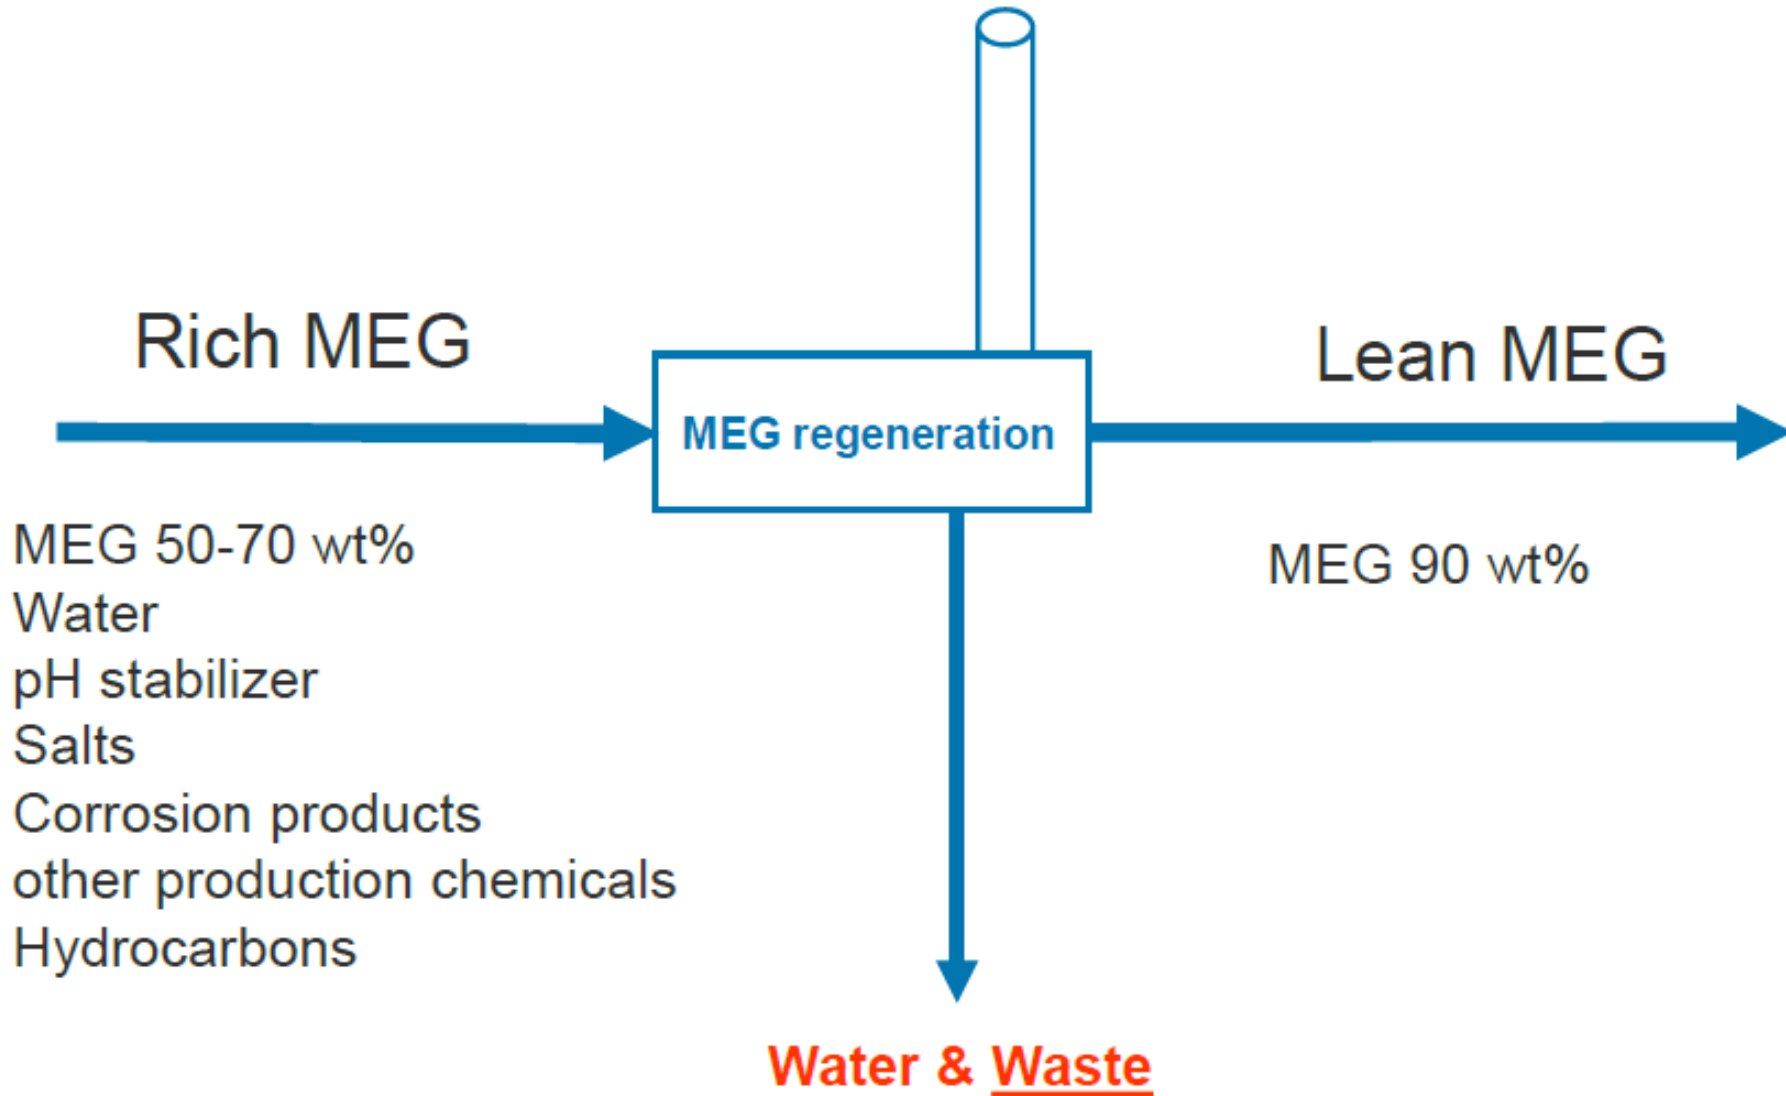 Rich MEG
MEG regeneration
Lean MEG
MEG 50-70 wt%
Water
pH stabilizer
Salts
Corrosion products
other production chemicals
Hydrocarbons
MEG 90 wt%
Water & Waste